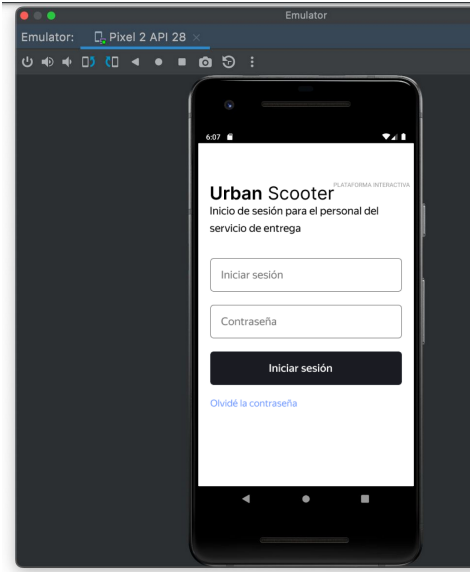 Emulator
Emulator: Pixel 2 API 28
6:07
PLATAFORMA INTERACTIVA
Urban Scooter
Inicio de sesión para el personal del
servicio de entrega
Iniciar sesión
Contraseña
Iniciar sesión
Olvidé la contraseña